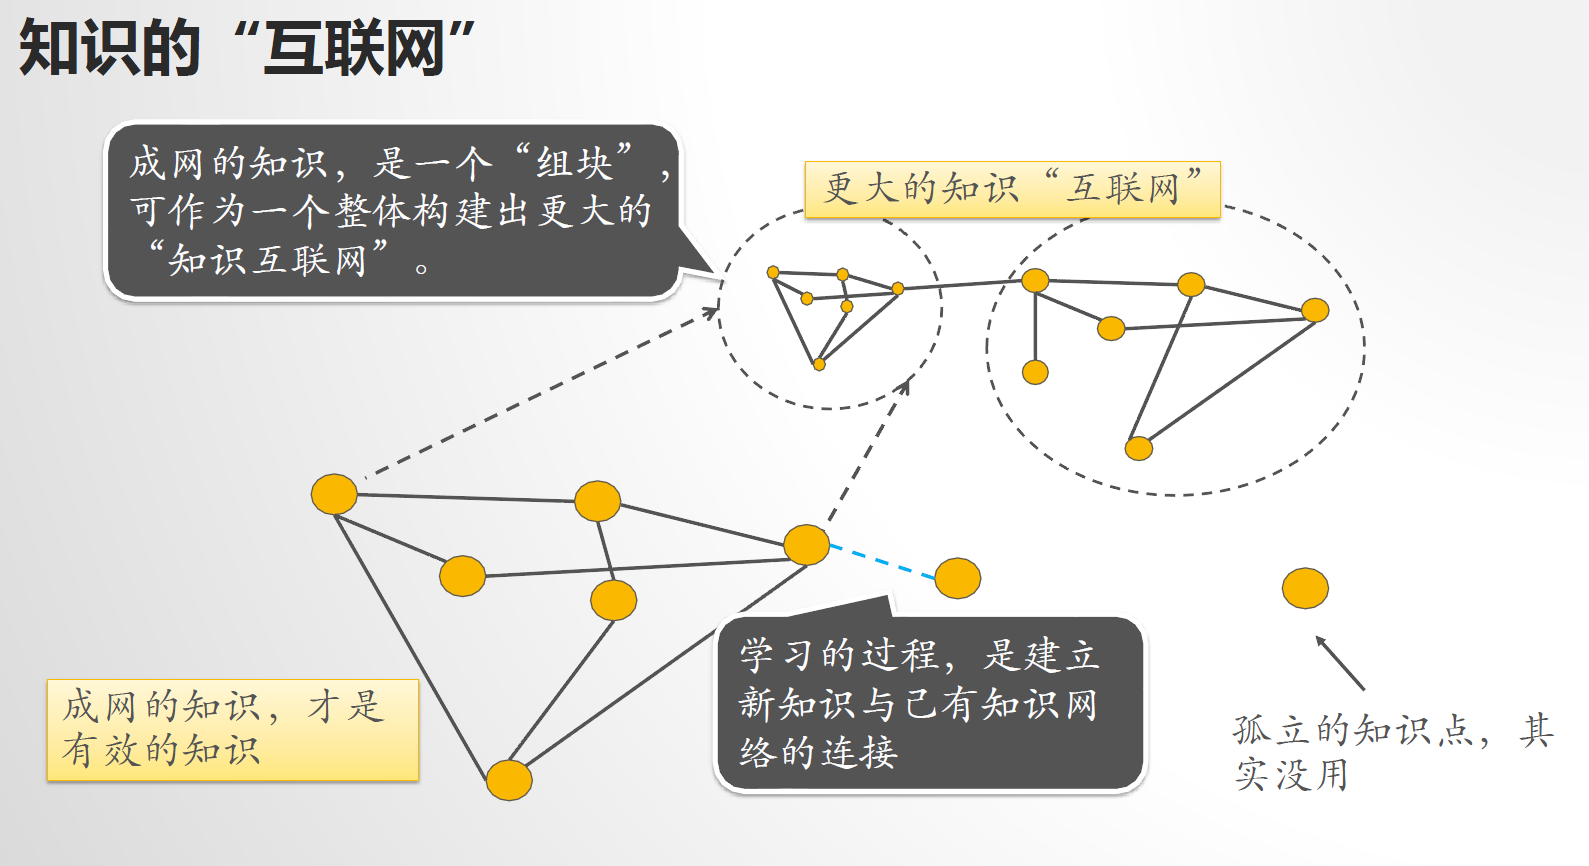 知识的“互联网”
成网的知识，是一个“组块”，
可作为一个整体构建出更大的
“知识互联网”。
更大的知识“互联网”
成网的知识，才是
有效的知识
学习的过程，是建立
新知识与已有知识网
络的连接
孤立的知识点，其
实没用